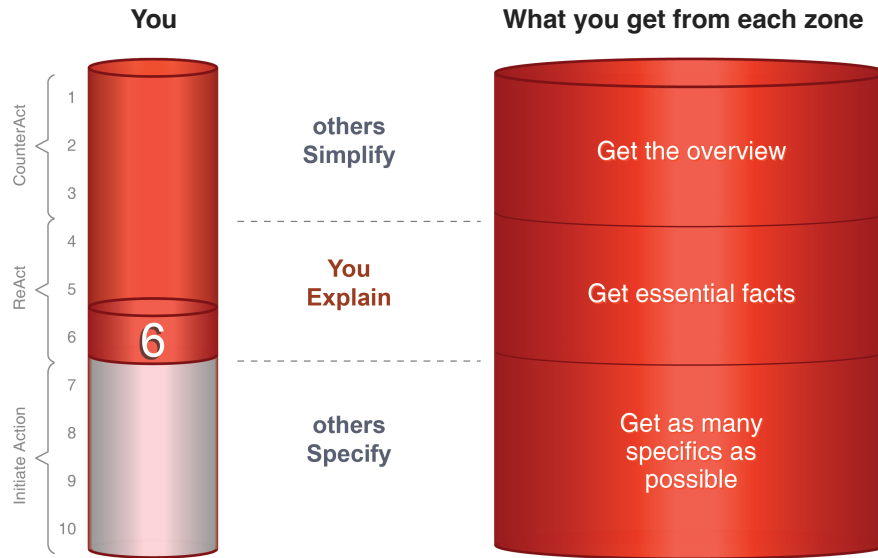 You
What you get from each zone
CounterAct
ReAct
Initiate Action
1
2
3
4
5
6
7
8
9
10
6
others
Simplify
You
Explain
others
Specify
Get the overview
Get essential facts
Get as many
specifics as
possible